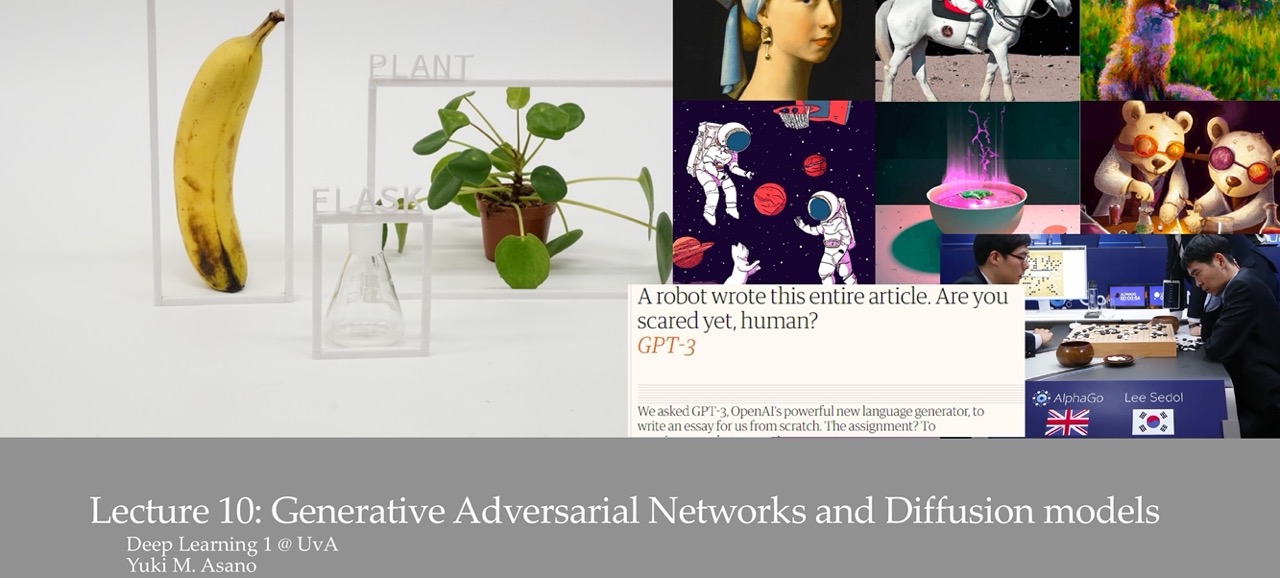 PLANT
FLASK
A robot wrote this entire article. Are you
scared yet, human?
GPT-3
We asked GPT-3, OpenAI's powerful new language generator, to
write an essay for us from scratch. The assignment? To
AlphaGo
Lee Sedol
Lecture 10: Generative Adversarial Networks and Diffusion models
Deep Learning 1 @ UvA
Yuki M. Asano